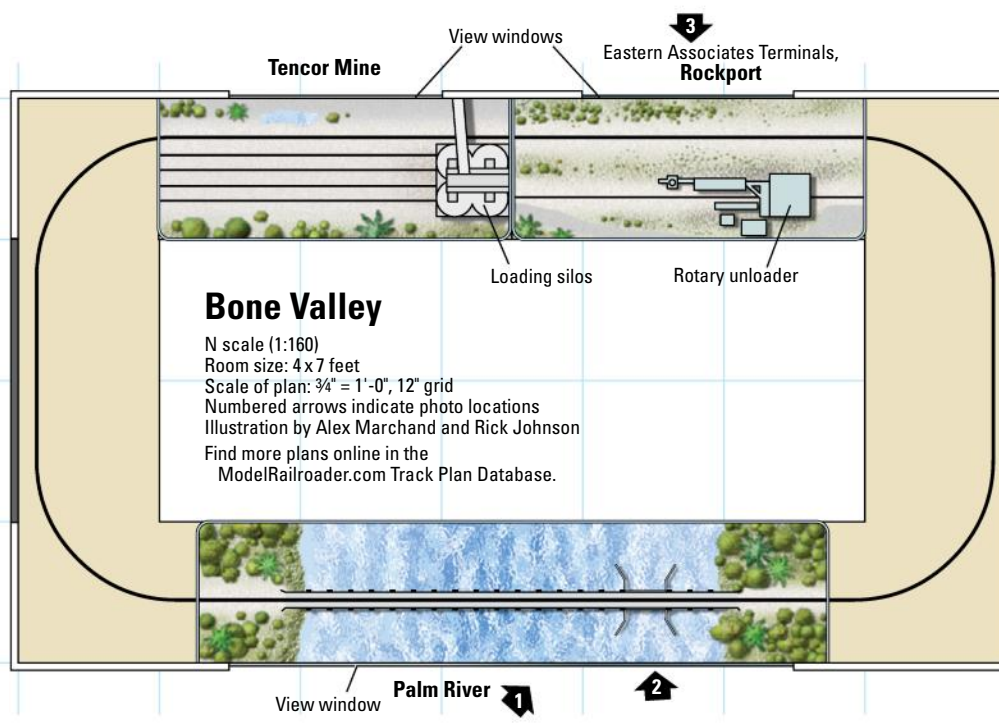 3
View windows
Eastern Associates Terminals,
Tencor Mine
Rockport
Loading silos
Rotary unloader
Bone Valley
N scale (1:160)
Room size: 4 x 7 feet
Scale of plan: ¾" = 1'-0", 12" grid
Numbered arrows indicate photo locations
Illustration by Alex Marchand and Rick Johnson
Find more plans online in the
ModelRailroader.com Track Plan Database.
View window
Palm River
1
2